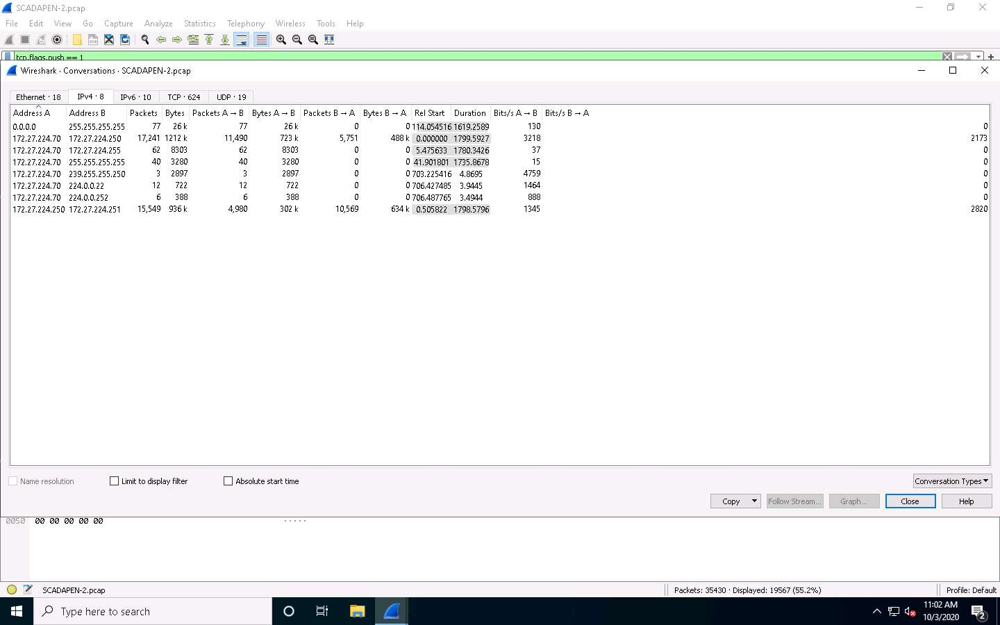 SCADAPEN-2.pcap
File Edit View Go Capture Analyze Statistics Telephony Wireless Tools Help
tcp.flags.push == 1
Wireshark · Conversations · SCADAPEN-2.pcap
Ethernet · 18 IPv4 · 8 IPv6 · 10 TCP · 624 UDP · 19
Address A Address B Packets Bytes Packets A → B Bytes A → B Packets B → A Bytes B → A Rel Start Duration Bits/s A → B Bits/s B → A
0.0.0.0 255.255.255.255 77 26 k 77 26 k 0 0 114.054516 1619.2589 130 0
172.27.224.70 172.27.224.250 17,241 1212 k 11,490 723 k 5,751 488 k 0.000000 1799.5927 3218 2173
172.27.224.70 172.27.224.255 62 8303 62 8303 0 0 5.475633 1780.3426 37 0
172.27.224.70 255.255.255.255 40 3280 40 3280 0 0 41.901801 1735.8678 15 0
172.27.224.70 239.255.255.250 3 2897 3 2897 0 0 703.225416 4.8695 4759 0
172.27.224.70 224.0.0.22 12 722 12 722 0 0 706.427485 3.9445 1464 0
172.27.224.70 224.0.0.252 6 388 6 388 0 0 706.487765 3.4944 888 0
172.27.224.250 172.27.224.251 15,549 936 k 4,980 302 k 10,569 634 k 0.505822 1798.5796 1345 2820
Name resolution Limit to display filter Absolute start time Conversation Types
Copy Follow Stream... Graph... Close Help
0050 00 00 00 00 00 ·····
SCADAPEN-2.pcap Packets: 35430 · Displayed: 19567 (55.2%) Profile: Default
Type here to search 11:02 AM
10/3/2020 2